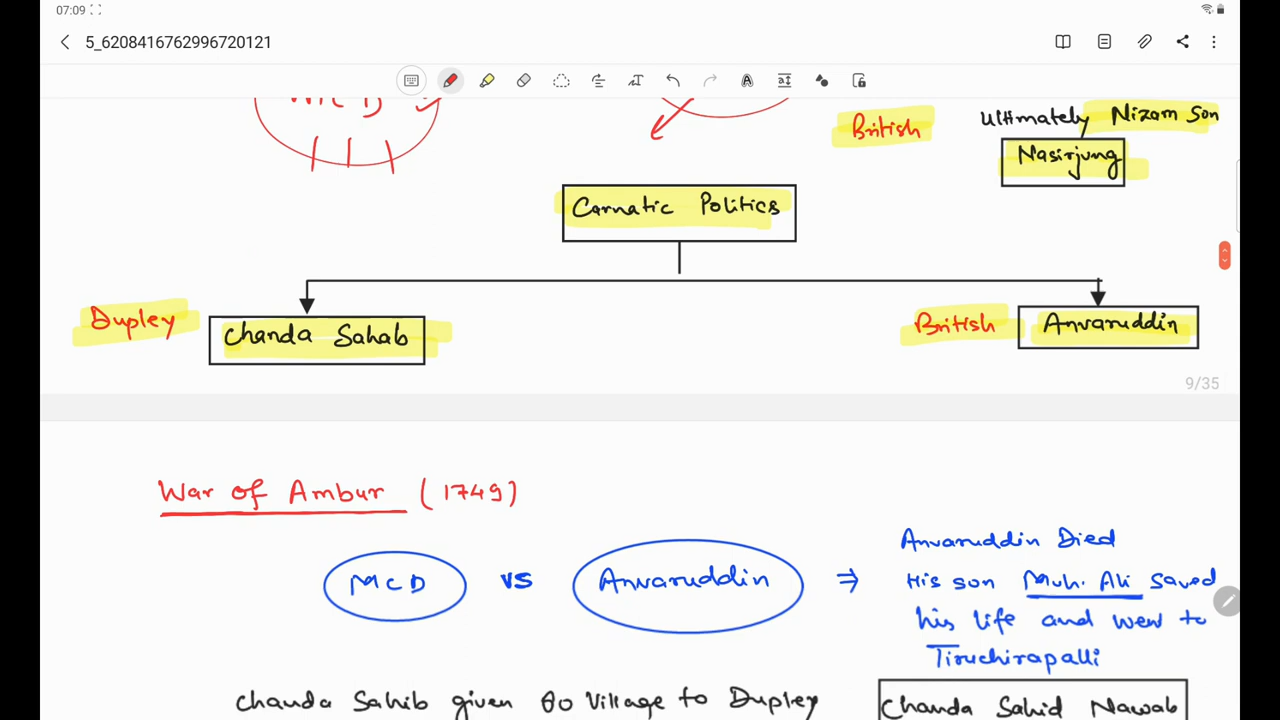 07:09
5_6208416762996720121
MCD
British
Ultimately Nizam Son
Nasirjung
Carnatic Politics
Dupley
Chanda Sahab
British
Anvaruddin
9/35
War of Ambur (1749)
MCD vs Anvaruddin ⇒
Anvaruddin Died
His son Muh. Ali saved
his life and went to
Tiruchirapalli
Chanda Sahib given 80 Village to Dupley
Chanda Sahid Nawab